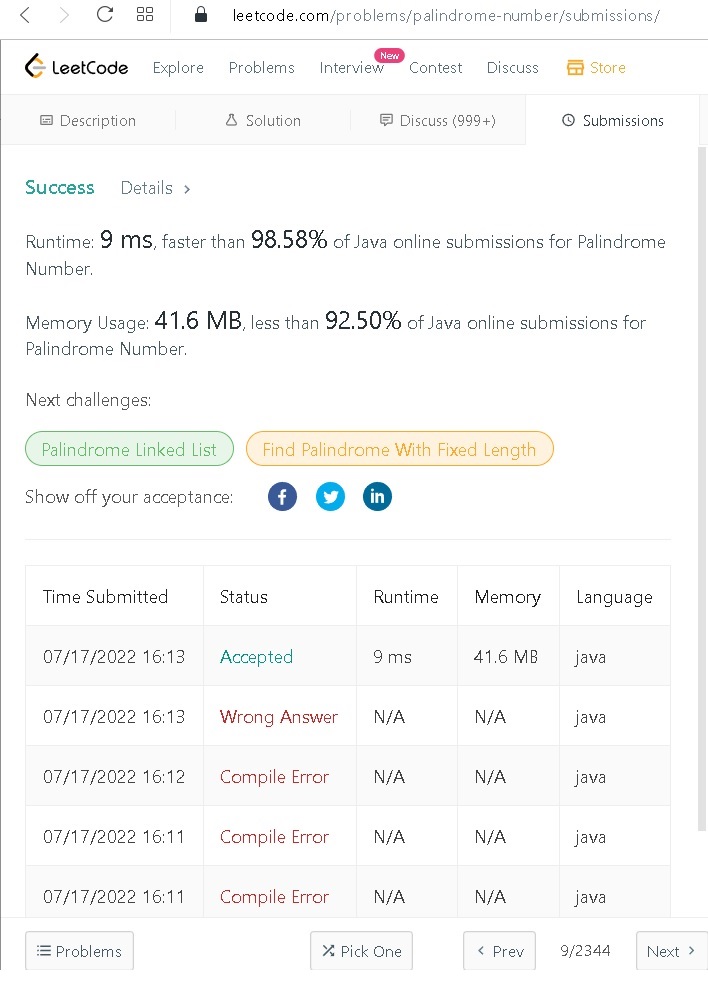 leetcode.com/problems/palindrome-number/submissions/
LeetCode Explore Problems Interview New Contest Discuss Store
Description Solution Discuss (999+) Submissions
Success Details >
Runtime: 9 ms, faster than 98.58% of Java online submissions for Palindrome
Number.
Memory Usage: 41.6 MB, less than 92.50% of Java online submissions for
Palindrome Number.
Next challenges:
Palindrome Linked List Find Palindrome With Fixed Length
Show off your acceptance: f in
Time Submitted Status Runtime Memory Language
07/17/2022 16:13 Accepted 9 ms 41.6 MB java
07/17/2022 16:13 Wrong Answer N/A N/A java
07/17/2022 16:12 Compile Error N/A N/A java
07/17/2022 16:11 Compile Error N/A N/A java
07/17/2022 16:11 Compile Error N/A N/A java
Problems Pick One < Prev 9/2344 Next >